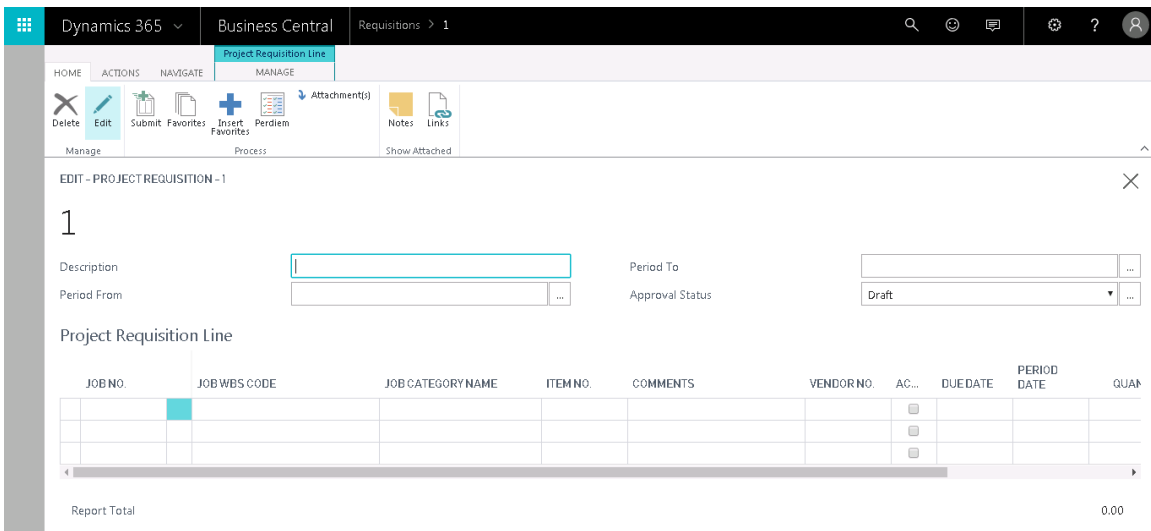 Dynamics 365 Business Central Requisitions > 1 ?
Project Requisition Line
HOME ACTIONS NAVIGATE MANAGE
Attachment(s)
Delete Edit Submit Favorites Insert Favorites Perdiem Notes Links
Manage Process Show Attached
EDIT - PROJECT REQUISITION - 1
1
Description Period To ...
Period From ... Approval Status Draft ...
Project Requisition Line
JOB NO. JOB WBS CODE JOB CATEGORY NAME ITEM NO. COMMENTS VENDOR NO. AC... DUE DATE PERIOD DATE QUAN
Report Total 0.00